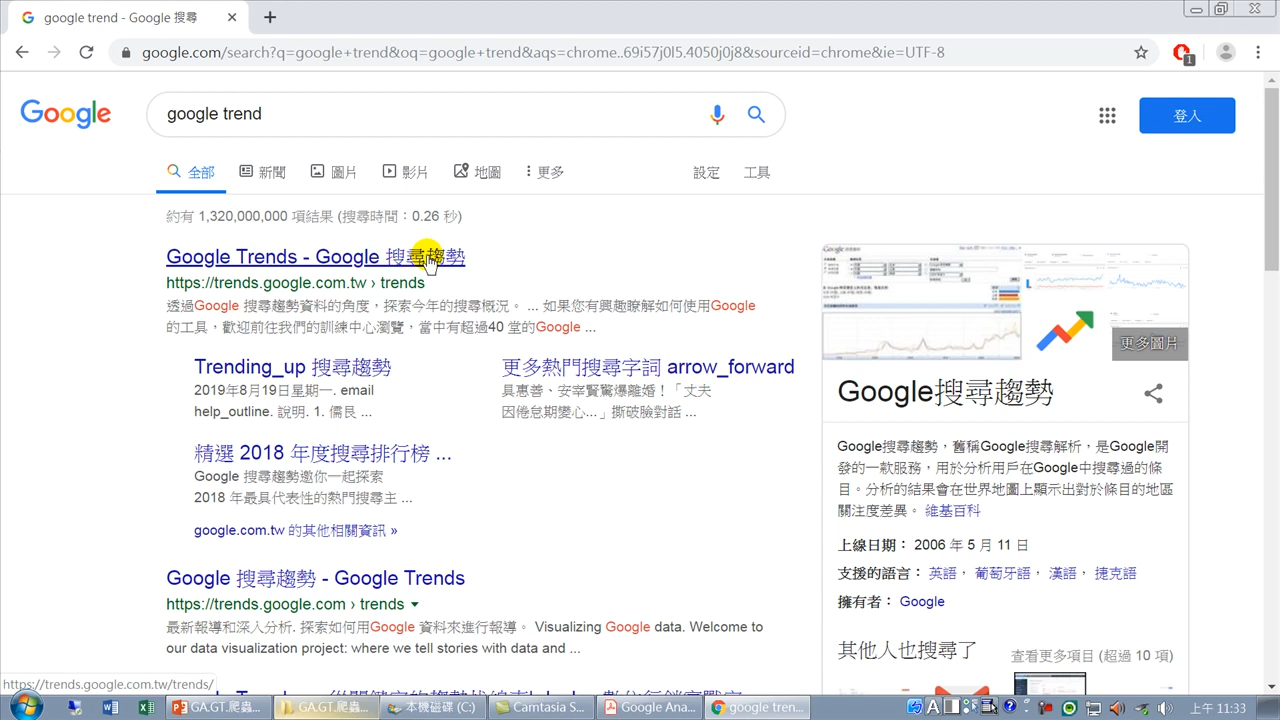 google trend - Google 搜尋
google.com/search?q=google+trend&oq=google+trend&aqs=chrome..69i57j0l5.4050j0j8&sourceid=chrome&ie=UTF-8
1
Google
google trend
登入
全部
新聞
圖片
影片
地圖
更多
設定
工具
約有 1,320,000,000 項結果 (搜尋時間：0.26 秒)
Google Trends - Google 搜尋趨勢
https://trends.google.com.tw › trends
透過Google
如果您有興趣瞭解如何使用Google
的工具，歡迎前往我們的訓練中心瀏覽。當中有超過40 堂的Google ...
Trending_up 搜尋趨勢
2019年8月19日星期一. email
help_outline. 說明. 1. 儒艮 ...
更多熱門搜尋字詞 arrow_forward
具惠善、安宰賢驚爆離婚！「丈夫
因倦怠期變心...」撕破臉對話 ...
精選 2018 年度搜尋排行榜 ...
Google 搜尋趨勢邀你一起探索
2018 年最具代表性的熱門搜尋主 ...
google.com.tw 的其他相關資訊 »
Google 搜尋趨勢 - Google Trends
https://trends.google.com › trends
最新報導和深入分析. 探索如何用Google 資料來進行報導。 Visualizing Google data. Welcome to
our data visualization project: where we tell stories with data and ...
更多圖片
Google搜尋趨勢
Google搜尋趨勢，舊稱Google搜尋解析，是Google開
發的一款服務，用於分析用戶在Google中搜尋過的條
目。分析的結果會在世界地圖上顯示出對於條目的地區
關注度差異。 維基百科
上線日期： 2006 年 5 月 11 日
支援的語言： 英語， 葡萄牙語， 漢語， 捷克語
擁有者： Google
其他人也搜尋了
查看更多項目 (超過 10 項)
https://trends.google.com.tw/trends/
GA.GT.爬蟲...
GA.GT.爬蟲...
本機磁碟 (C:)
Camtasia S...
Google Ana...
google tren...
上午 11:33